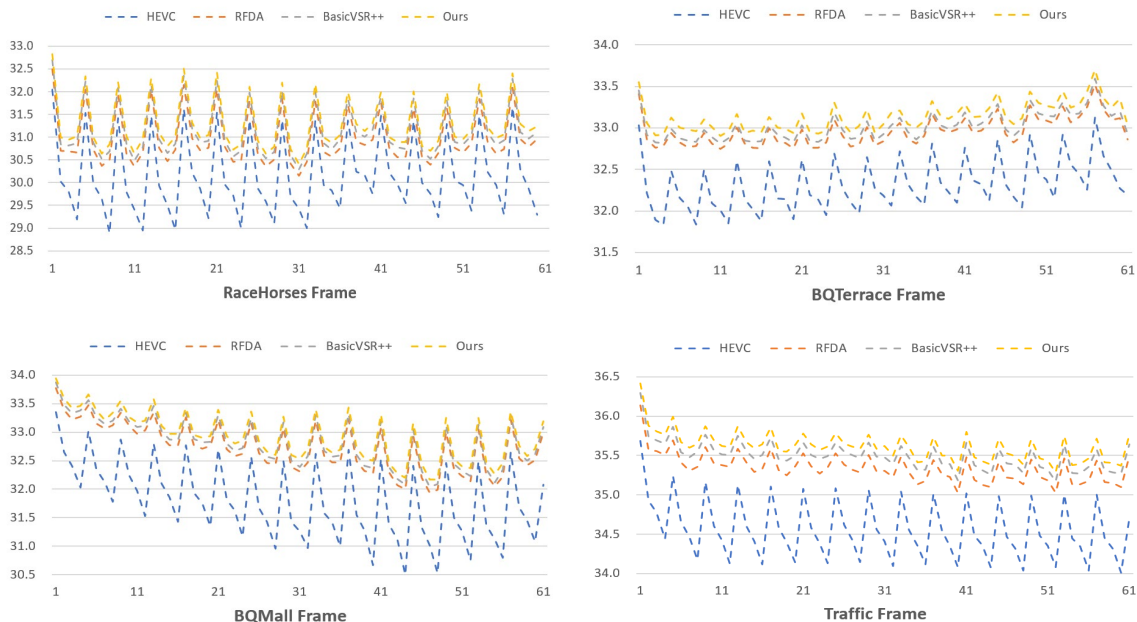 HEVC RFDA BasicVSR++ Ours
33.0
32.5
32.0
31.5
31.0
30.5
30.0
29.5
29.0
28.5
1 11 21 31 41 51 61
RaceHorses Frame
HEVC RFDA BasicVSR++ Ours
34.0
33.5
33.0
32.5
32.0
31.5
1 11 21 31 41 51 61
BQTerrace Frame
HEVC RFDA BasicVSR++ Ours
34.0
33.5
33.0
32.5
32.0
31.5
31.0
30.5
1 11 21 31 41 51 61
BQMall Frame
HEVC RFDA BasicVSR++ Ours
36.5
36.0
35.5
35.0
34.5
34.0
1 11 21 31 41 51 61
Traffic Frame